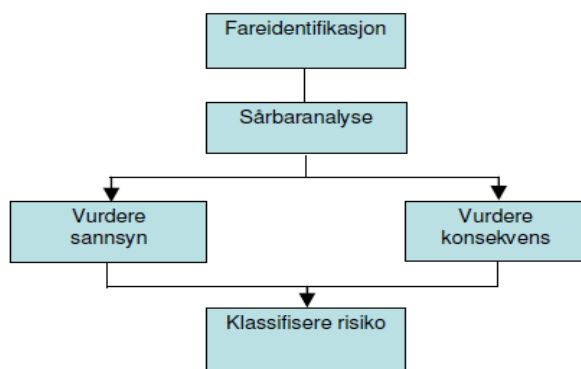 Fareidentifikasjon
Sårbaranalyse
Vurdere
sannsyn
Vurdere
konsekvens
Klassifisere risiko